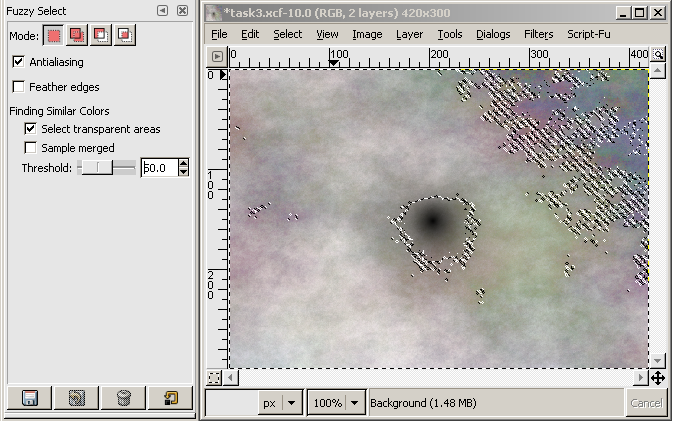 Fuzzy Select
Mode:
Antialiasing
Feather edges
Finding Similar Colors
Select transparent areas
Sample merged
Threshold: 50.0
*task3.xcf-10.0 (RGB, 2 layers) 420x300
File Edit Select View Image Layer Tools Dialogs Filters Script-Fu
0 100 200 300 400
0
100
200
px 100% Background (1.48 MB) Cancel